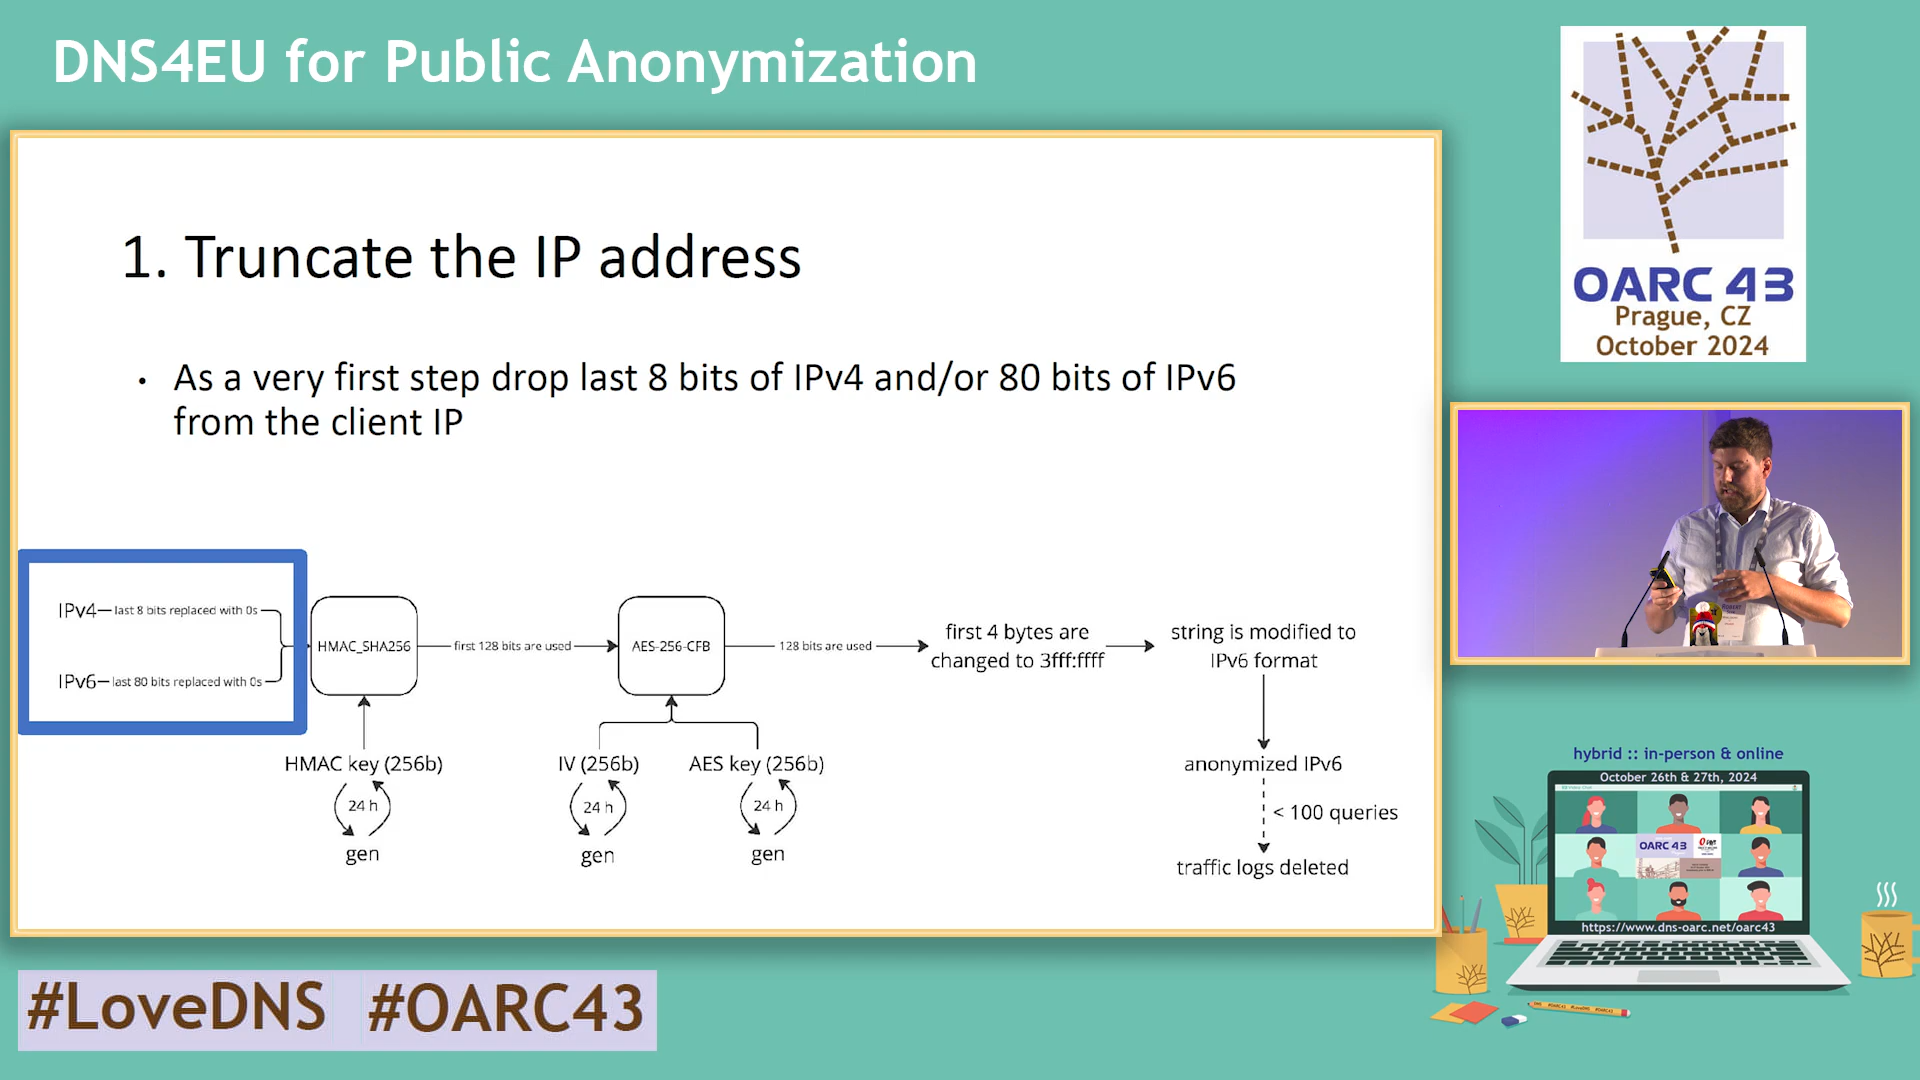 DNS4EU for Public Anonymization
1. Truncate the IP address
• As a very first step drop last 8 bits of IPv4 and/or 80 bits of IPv6
from the client IP
IPv4 last 8 bits replaced with 0s
IPv6 last 80 bits replaced with 0s
HMAC_SHA256
first 128 bits are used
AES-256-CFB
128 bits are used
first 4 bytes are
changed to 3fff:ffff
string is modified to
IPv6 format
HMAC key (256b)
24 h
gen
IV (256b)
24 h
gen
AES key (256b)
24 h
gen
anonymized IPv6
< 100 queries
traffic logs deleted
OARC 43
Prague, CZ
October 2024
hybrid :: in-person & online
October 26th & 27th, 2024
OARC 43
https://www.dns-oarc.net/oarc43
#LoveDNS #OARC43